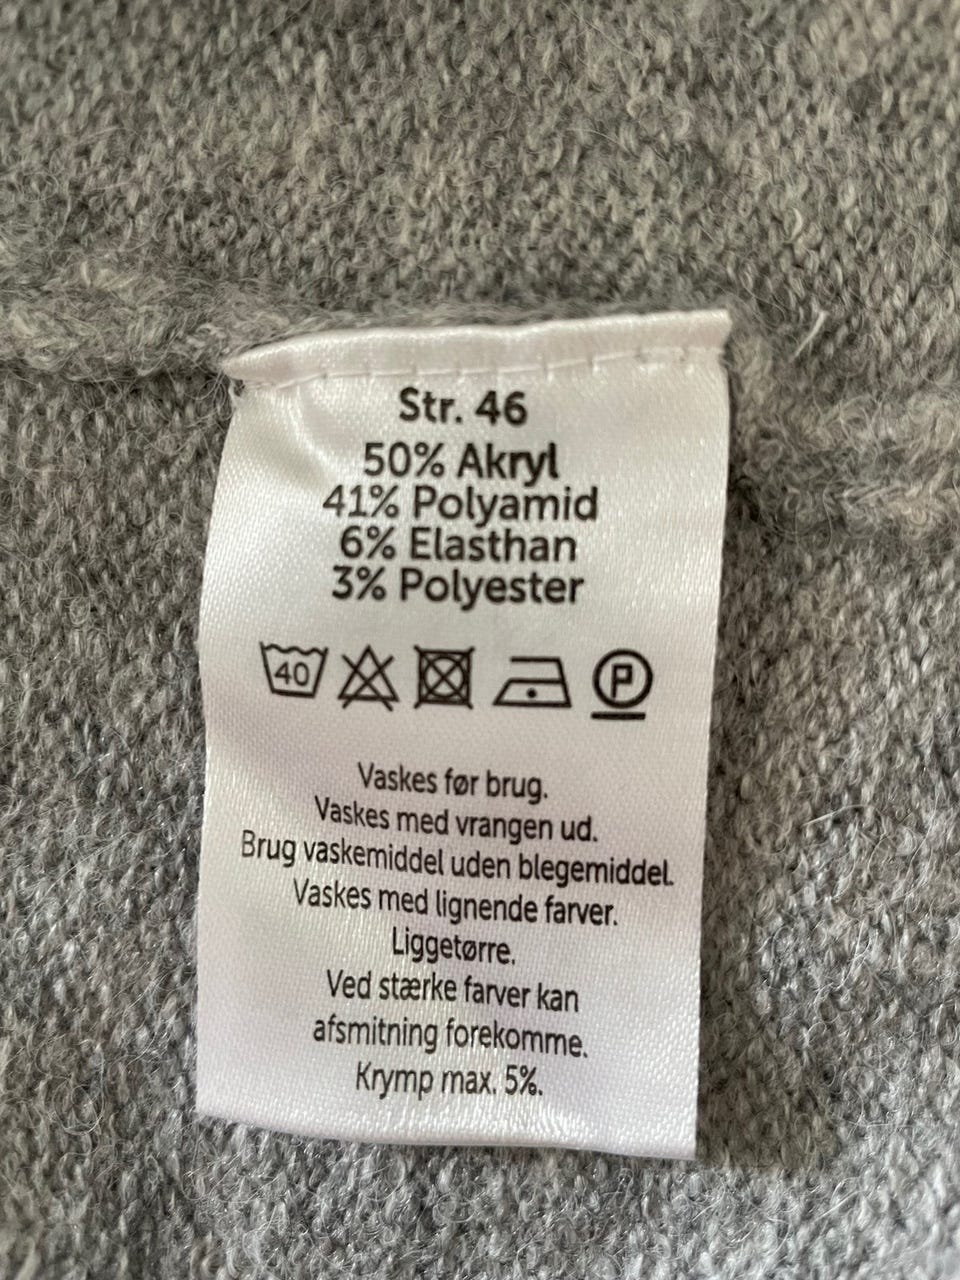 Str. 46
50% Akryl
41% Polyamid
6% Elasthan
3% Polyester
40 P
Vaskes før brug.
Vaskes med vrangen ud.
Brug vaskemiddel uden blegemiddel.
Vaskes med lignende farver.
Liggetørre.
Ved stærke farver kan
afsmitning forekomme.
Krymp max. 5%.